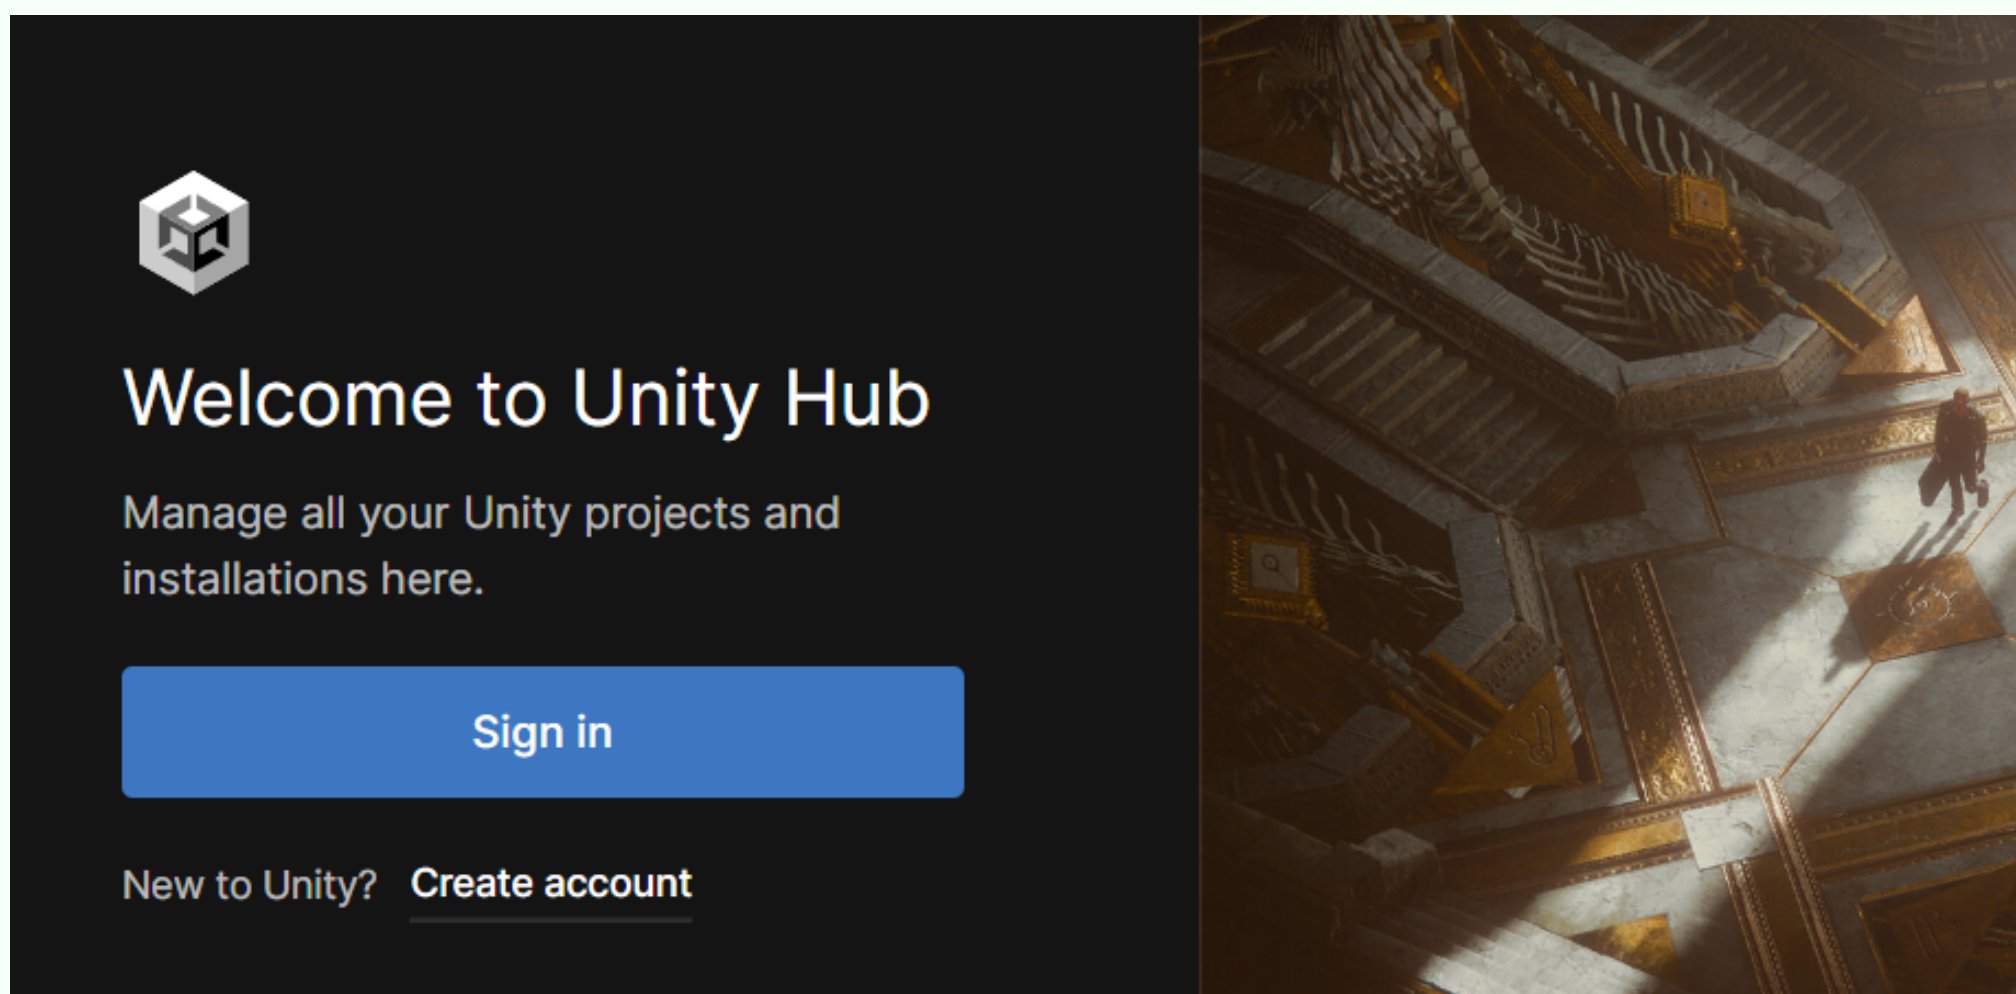 Welcome to Unity Hub
Manage all your Unity projects and
installations here.
Sign in
New to Unity? Create account